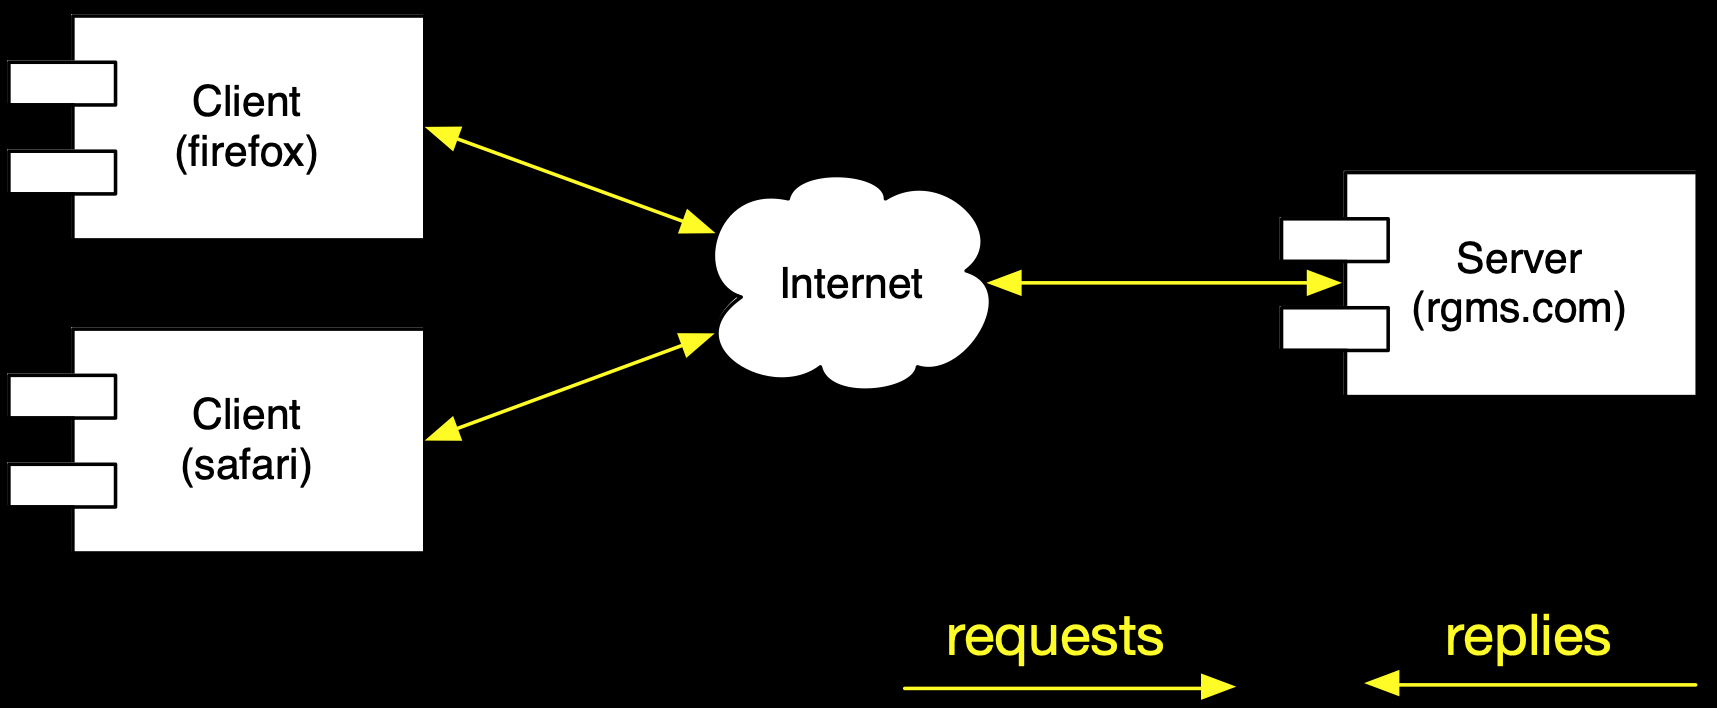 Client
(firefox)
Internet
Server
(rgms.com)
Client
(safari)
requests
replies